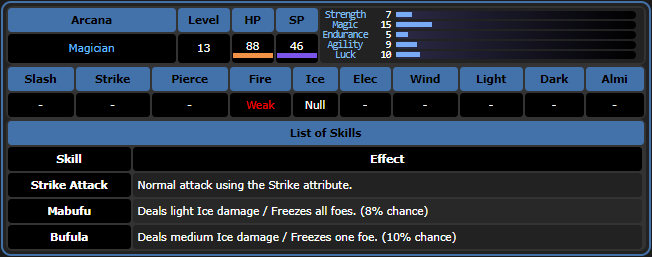 Arcana Level HP SP
Magician 13 88 46
Strength 7
Magic 15
Endurance 5
Agility 9
Luck 10
Slash Strike Pierce Fire Ice Elec Wind Light Dark Almi
- - - Weak Null - - - - -
List of Skills
Skill Effect
Strike Attack Normal attack using the Strike attribute.
Mabufu Deals light Ice damage / Freezes all foes. (8% chance)
Bufula Deals medium Ice damage / Freezes one foe. (10% chance)